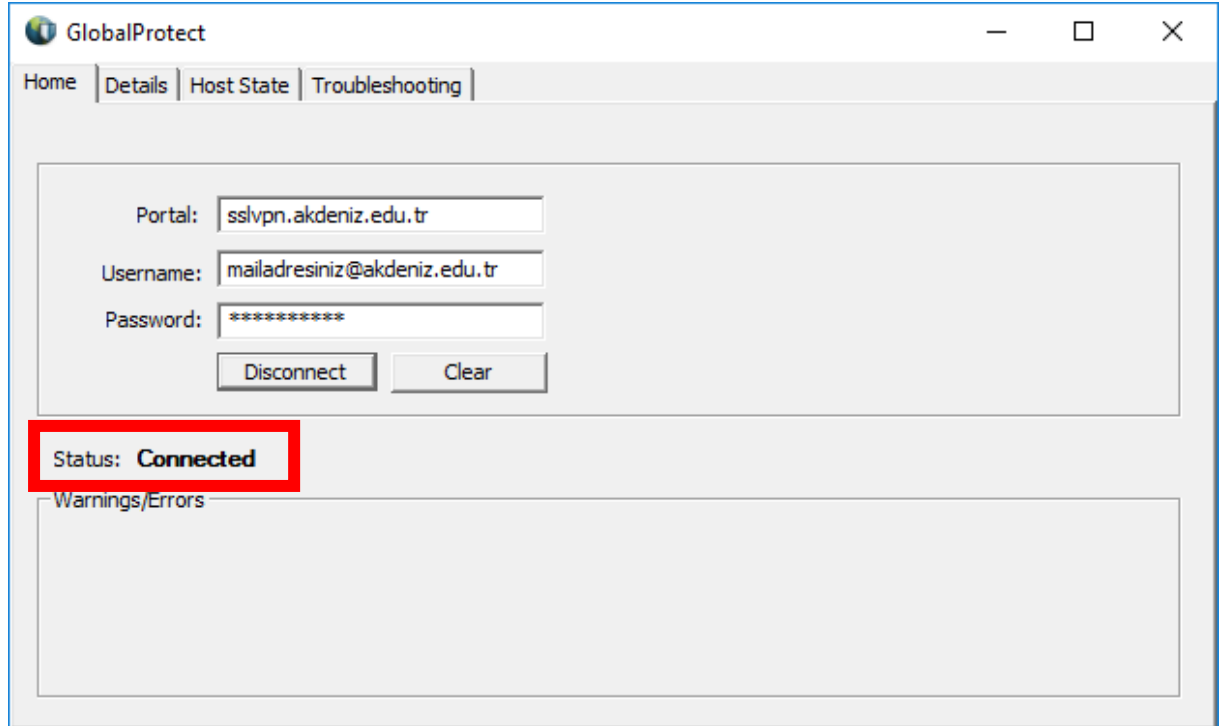 GlobalProtect
Home Details Host State Troubleshooting
Portal: sslvpn.akdeniz.edu.tr
Username: mailadresiniz@akdeniz.edu.tr
Password: **********
Disconnect Clear
Status: Connected
Warnings/Errors